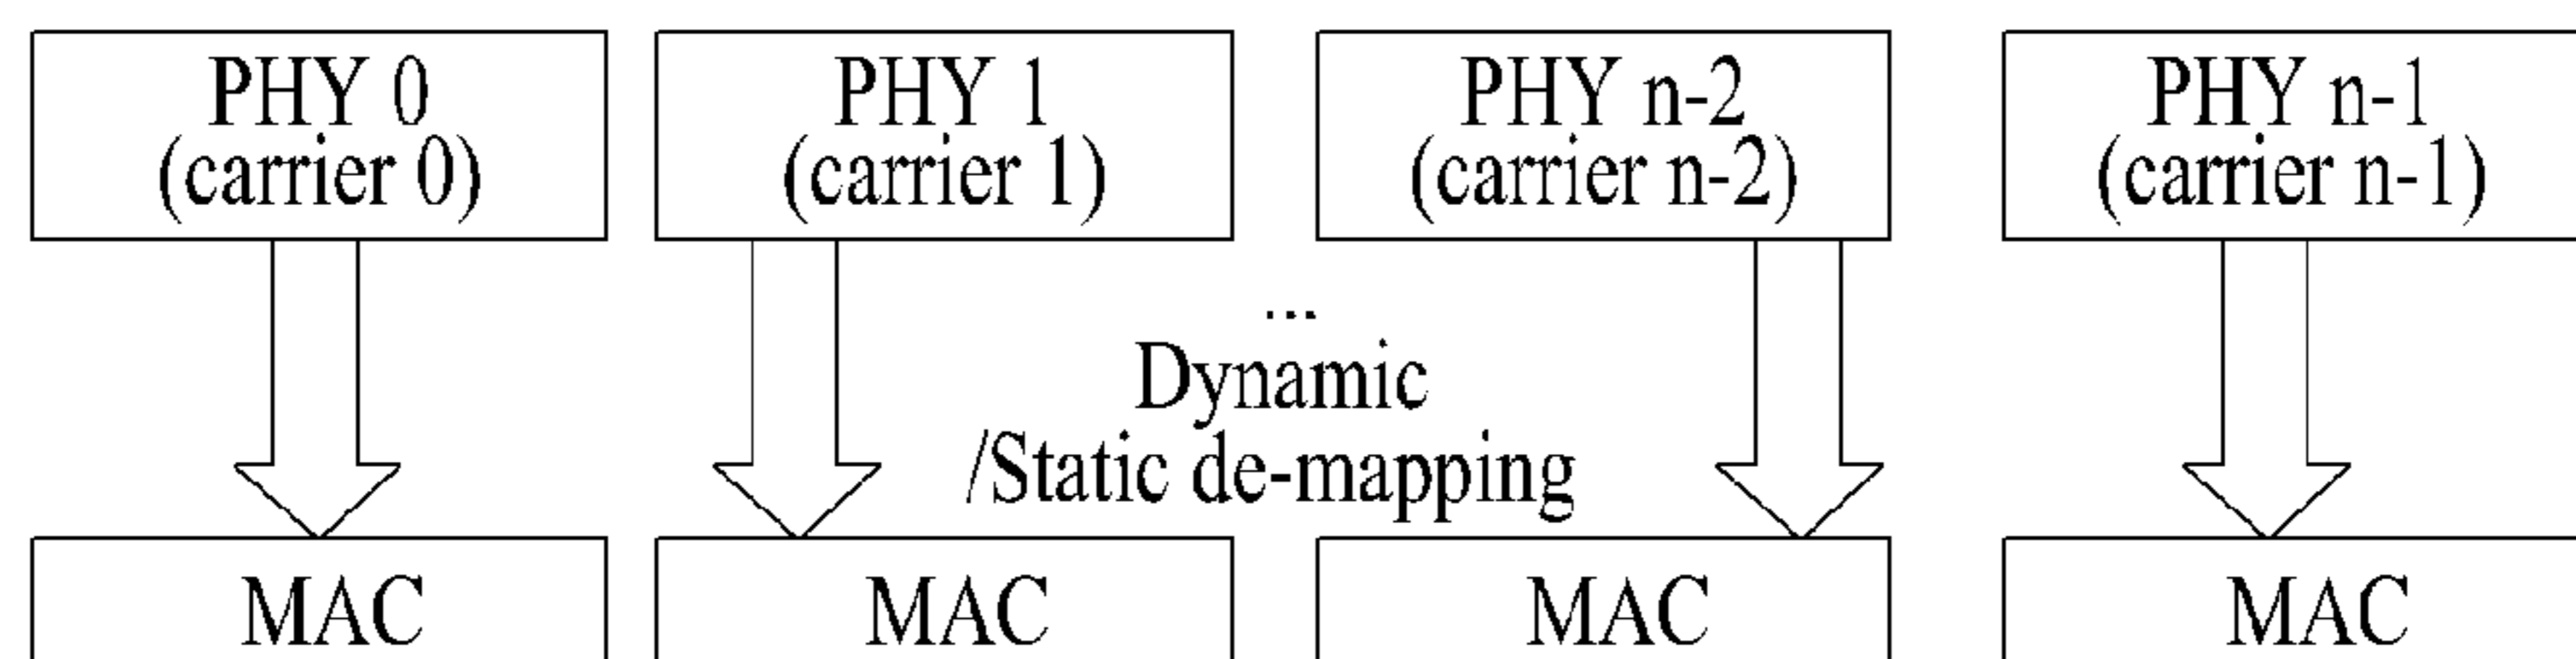 PHY 0
(carrier 0)
PHY 1
(carrier 1)
PHY n-2
(carrier n-2)
PHY n-1
(carrier n-1)
...
Dynamic
/Static de-mapping
MAC
MAC
MAC
MAC